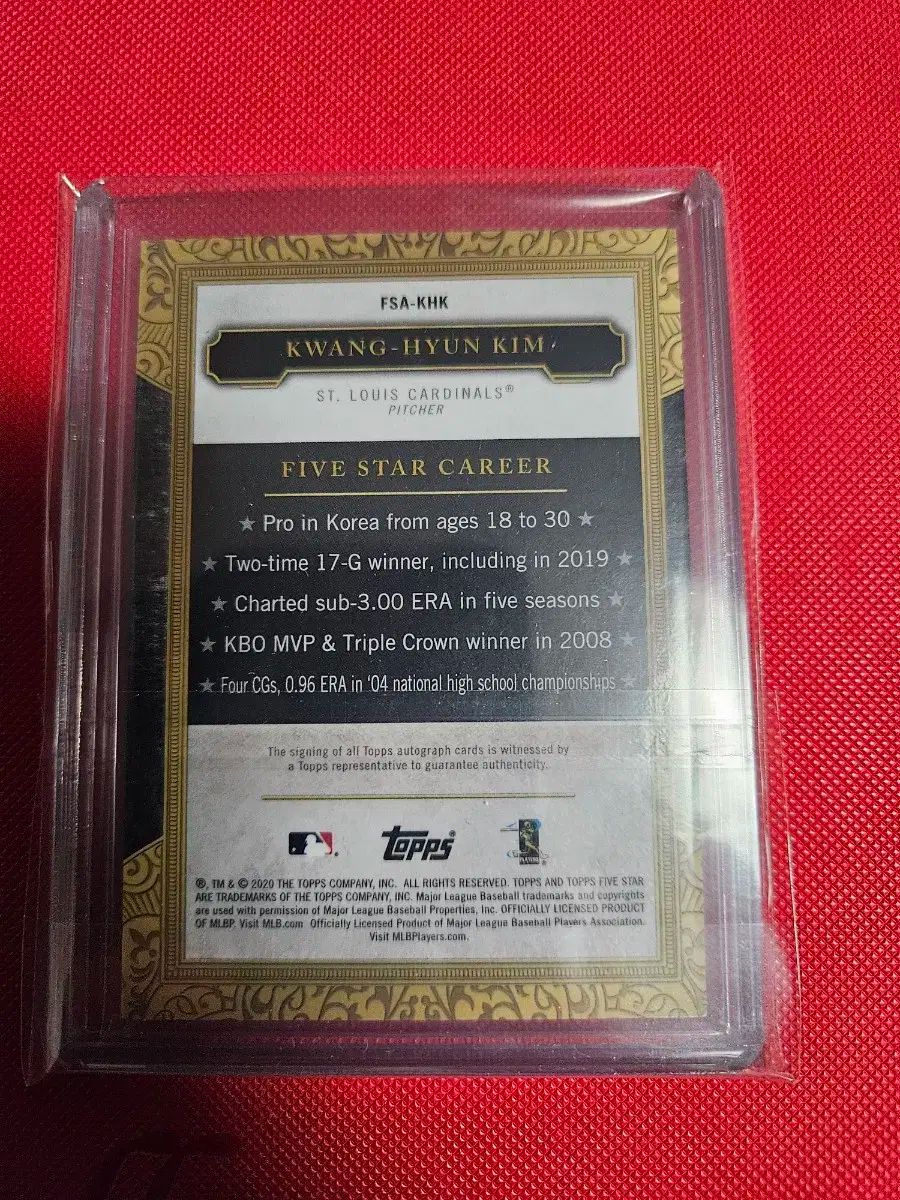 FSA-KHK
KWANG-HYUN KIM
ST. LOUIS CARDINALS®
PITCHER
FIVE STAR CAREER
★ Pro in Korea from ages 18 to 30 ★
★ Two-time 17-G winner, including in 2019 ★
★ Charted sub-3.00 ERA in five seasons ★
★ KBO MVP & Triple Crown winner in 2008 ★
★ Four CGs, 0.96 ERA in '04 national high school championships ★
The signing of all Topps autograph cards is witnessed by
a Topps representative to guarantee authenticity.
Topps®
PLAYERS
®, TM & © 2020 THE TOPPS COMPANY, INC. ALL RIGHTS RESERVED. TOPPS AND TOPPS FIVE STAR
ARE TRADEMARKS OF THE TOPPS COMPANY, INC. Major League Baseball trademarks and copyrights
are used with permission of Major League Baseball Properties, Inc. OFFICIALLY LICENSED PRODUCT
OF MLBP. Visit MLB.com Officially Licensed Product of Major League Baseball Players Association.
Visit MLBPlayers.com.